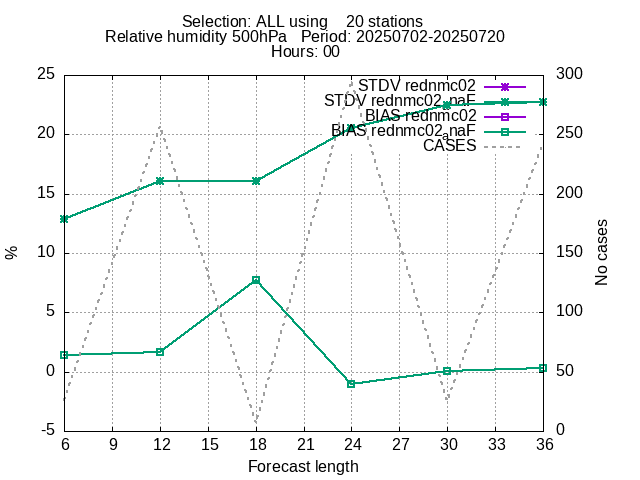 Selection: ALL using    20 stations
Relative humidity 500hPa   Period: 20250702-20250720
Hours: 00
STDV rednmc02
STDV rednmc02_naF
BIAS rednmc02
BIAS rednmc02_naF
CASES
25
20
15
10
5
0
-5
%
300
250
200
150
100
50
0
No cases
6 9 12 15 18 21 24 27 30 33 36
Forecast length